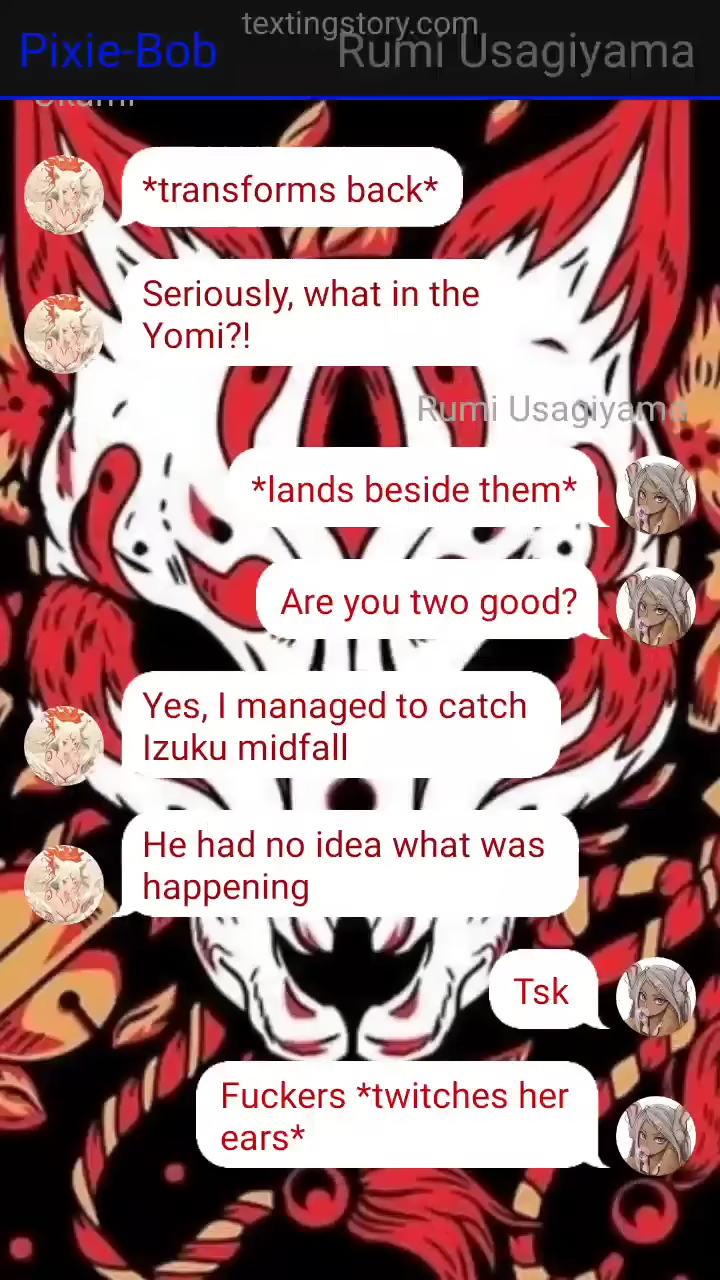 textingstory.com
Pixie-Bob
Rumi Usagiyama
Okami
*transforms back*
Seriously, what in the
Yomi?!
Rumi Usagiyama
*lands beside them*
Are you two good?
Yes, I managed to catch
Izuku midfall
He had no idea what was
happening
Tsk
Fuckers *twitches her
ears*